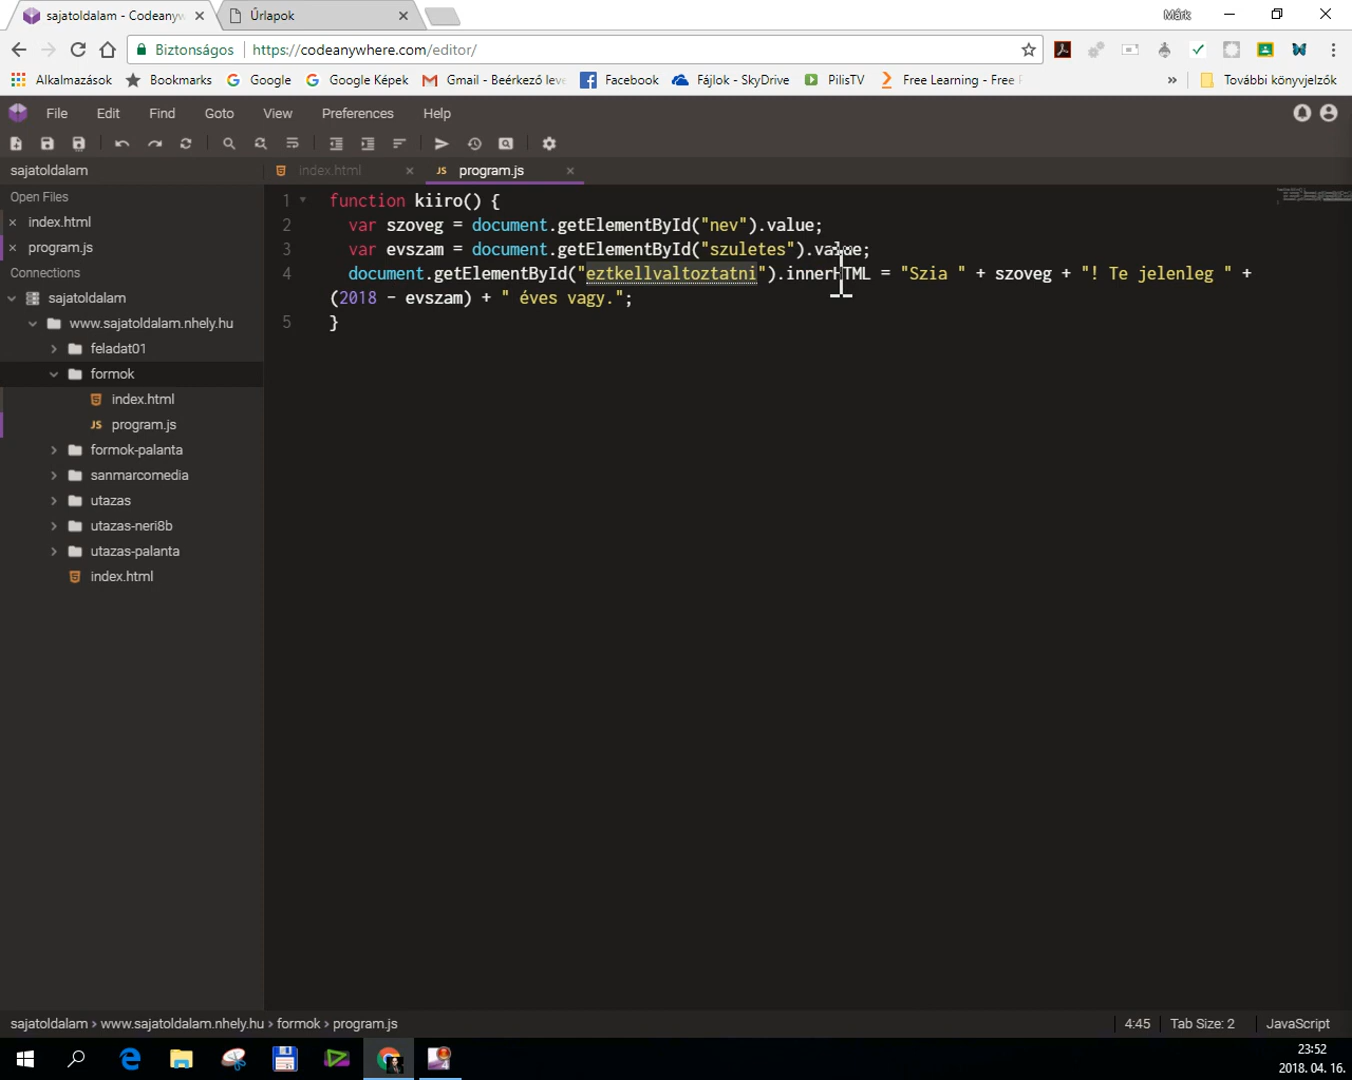 sajatoldalam - Codeanyw
Űrlapok
Márk
Biztonságos
https://codeanywhere.com/editor/
Alkalmazások
Bookmarks
Google
Google Képek
Gmail - Beérkező leve
Facebook
Fájlok - SkyDrive
PilisTV
Free Learning - Free
»
További könyvjelzők
File
Edit
Find
Goto
View
Preferences
Help
sajatoldalam
index.html
JS program.js
Open Files
index.html
program.js
Connections
sajatoldalam
www.sajatoldalam.nhely.hu
feladat01
formok
index.html
JS program.js
formok-palanta
sanmarcomedia
utazas
utazas-neri8b
utazas-palanta
index.html
1 function kiiro() {
2 var szoveg = document.getElementById("nev").value;
3 var evszam = document.getElementById("szuletes").value;
4 document.getElementById("eztkellvaltoztatni").innerHTML = "Szia " + szoveg + "! Te jelenleg " +
(2018 - evszam) + " éves vagy.";
5 }
sajatoldalam › www.sajatoldalam.nhely.hu › formok › program.js
4:45
Tab Size: 2
JavaScript
23:52
2018. 04. 16.